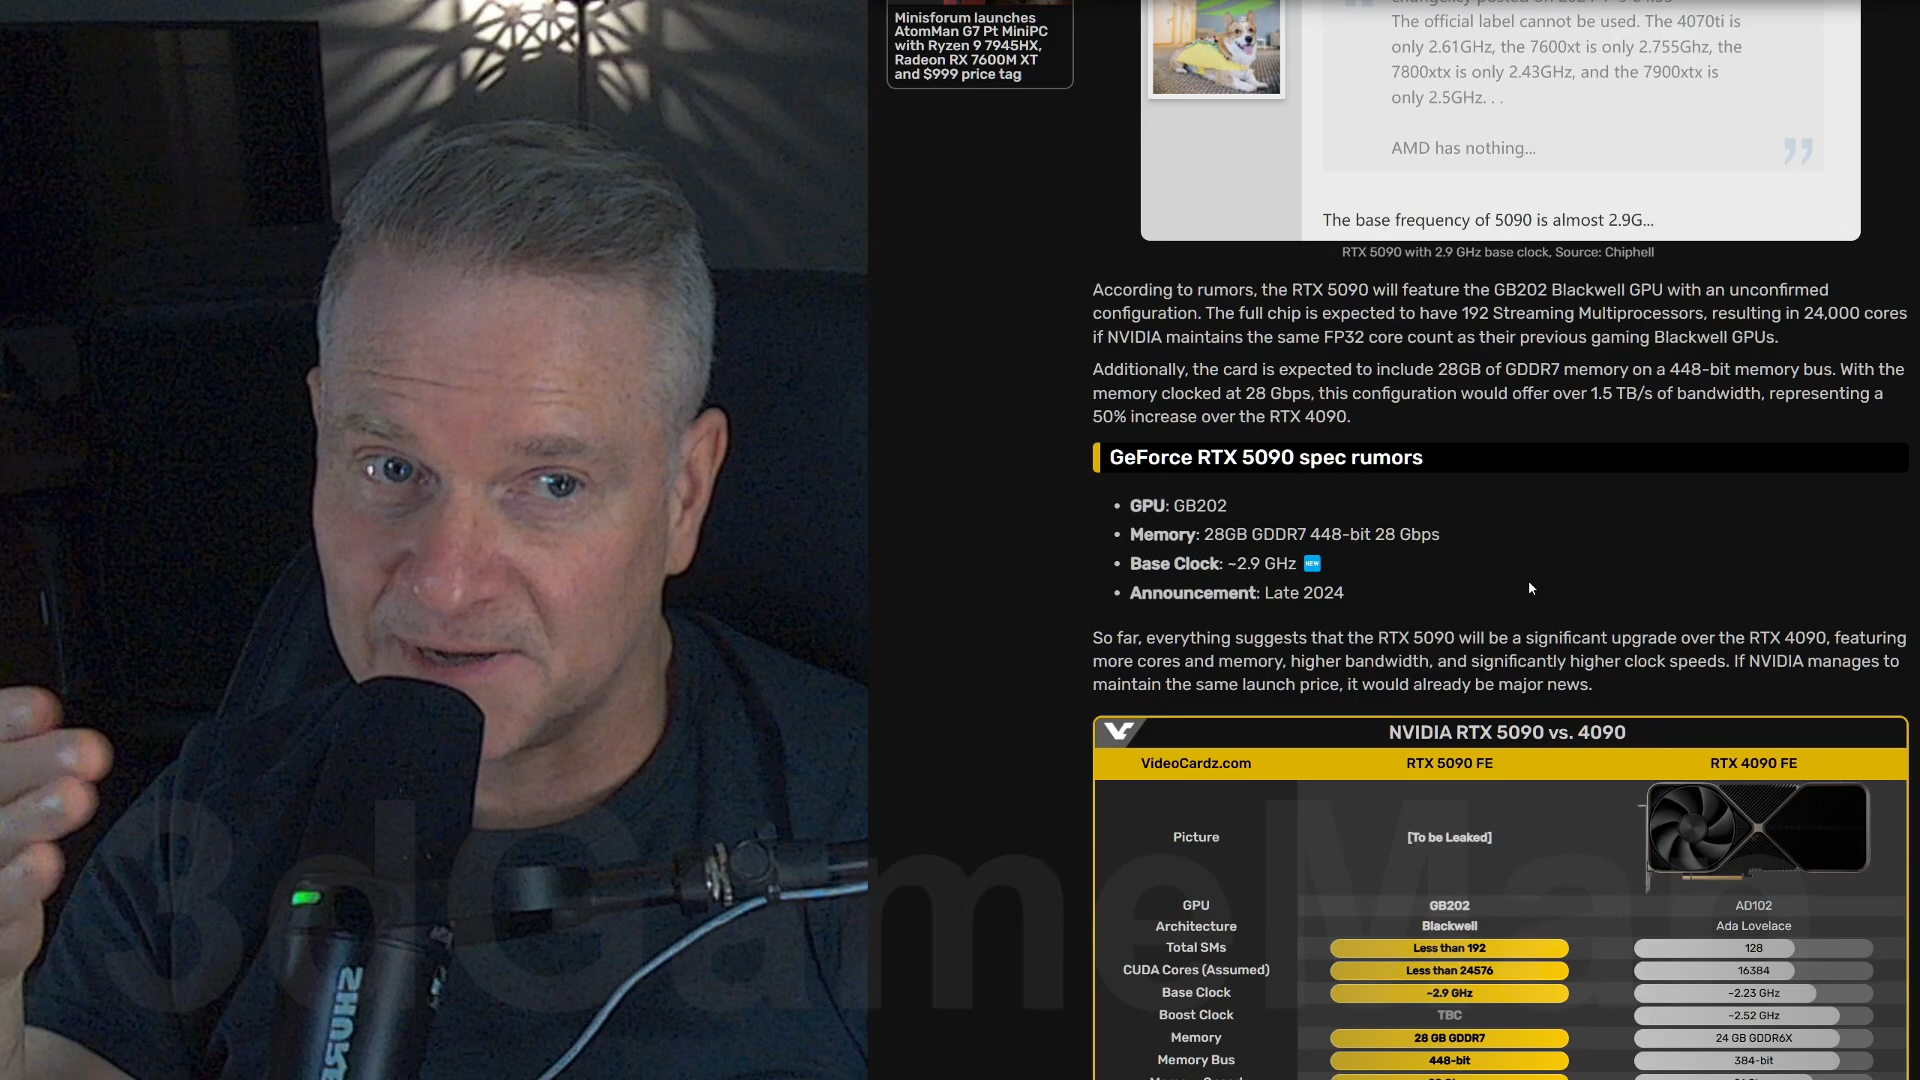 Minisforum launches
AtomMan G7 Pt MiniPC
with Ryzen 9 7945HX,
Radeon RX 7600M XT
and $999 price tag
The official label cannot be used. The 4070ti is
only 2.61GHz, the 7600xt is only 2.755Ghz, the
7800xtx is only 2.43GHz, and the 7900xtx is
only 2.5GHz. . .
AMD has nothing...
The base frequency of 5090 is almost 2.9G...
RTX 5090 with 2.9 GHz base clock, Source: Chiphell
According to rumors, the RTX 5090 will feature the GB202 Blackwell GPU with an unconfirmed
configuration. The full chip is expected to have 192 Streaming Multiprocessors, resulting in 24,000 cores
if NVIDIA maintains the same FP32 core count as their previous gaming Blackwell GPUs.
Additionally, the card is expected to include 28GB of GDDR7 memory on a 448-bit memory bus. With the
memory clocked at 28 Gbps, this configuration would offer over 1.5 TB/s of bandwidth, representing a
50% increase over the RTX 4090.
GeForce RTX 5090 spec rumors
• GPU: GB202
• Memory: 28GB GDDR7 448-bit 28 Gbps
• Base Clock: ~2.9 GHz NEW
• Announcement: Late 2024
So far, everything suggests that the RTX 5090 will be a significant upgrade over the RTX 4090, featuring
more cores and memory, higher bandwidth, and significantly higher clock speeds. If NVIDIA manages to
maintain the same launch price, it would already be major news.
NVIDIA RTX 5090 vs. 4090
VideoCardz.com RTX 5090 FE RTX 4090 FE
Picture [To be Leaked]
GPU GB202 AD102
Architecture Blackwell Ada Lovelace
Total SMs Less than 192 128
CUDA Cores (Assumed) Less than 24576 16384
Base Clock ~2.9 GHz ~2.23 GHz
Boost Clock TBC ~2.52 GHz
Memory 28 GB GDDR7 24 GB GDDR6X
Memory Bus 448-bit 384-bit
3dGameMan
SHURE